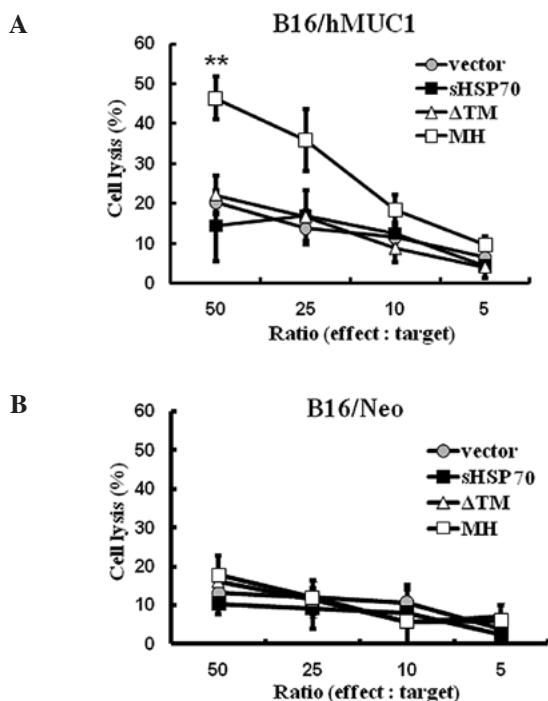 A
B16/hMUC1
60
50
40
30
20
10
0
Cell lysis (%)
**
vector
sHSP70
ΔTM
MH
50 25 10 5
Ratio (effect : target)
B
B16/Neo
60
50
40
30
20
10
0
Cell lysis (%)
vector
sHSP70
ΔTM
MH
50 25 10 5
Ratio (effect : target)